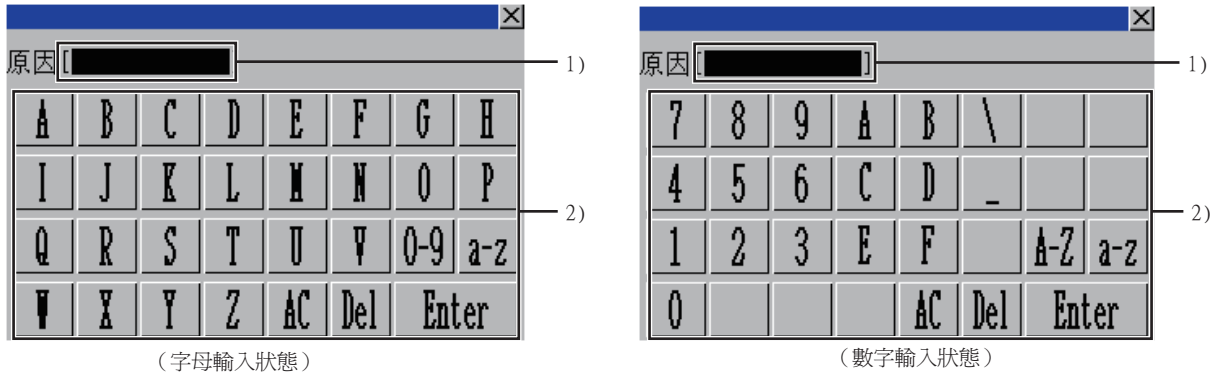 ×
原因[
1)
A B C D E F G H
I J K L M N O P
2)
Q R S T U V 0-9 a-z
W X Y Z AC Del Enter
(字母輸入狀態)
×
原因[ ]
1)
7 8 9 A B \
4 5 6 C D _
2)
1 2 3 E F A-Z a-z
0 AC Del Enter
(數字輸入狀態)